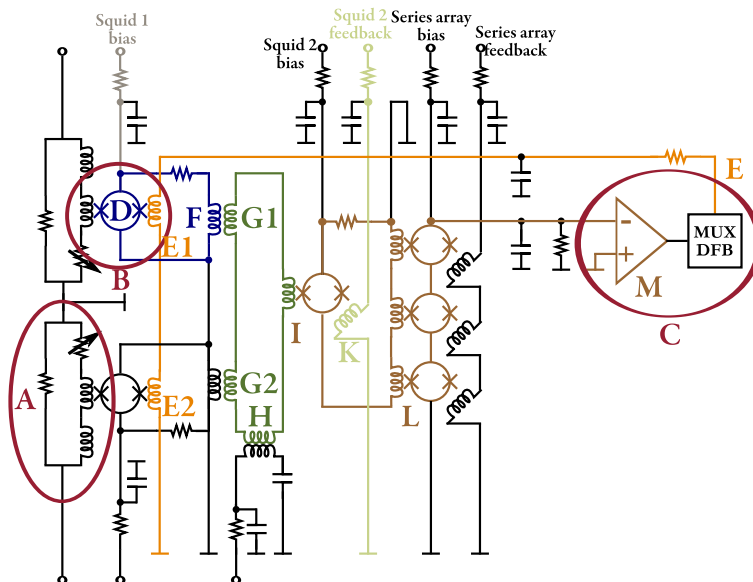 Squid 1
bias
Squid 2
bias
Squid 2
feedback
Series array
bias
Series array
feedback
E
B
D
E1
F
G1
I
K
-
+
M
MUX
DFB
C
A
E2
G2
H
L